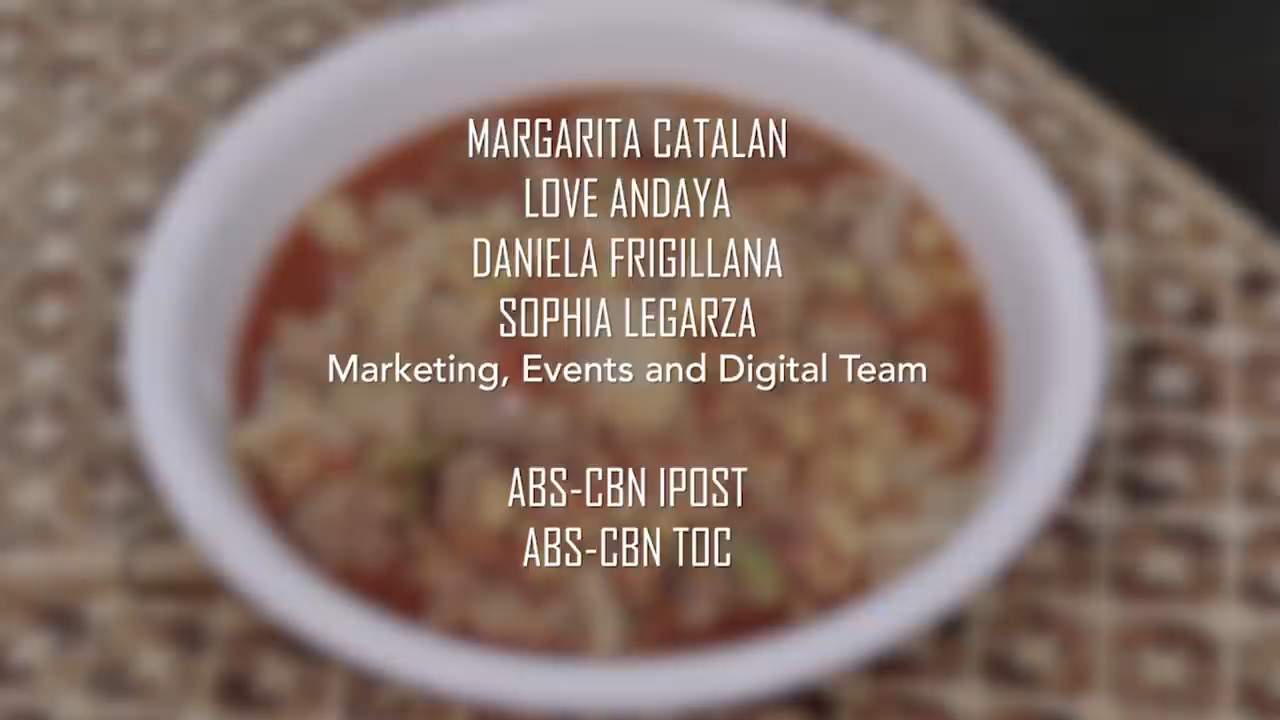 MARGARITA CATALAN
LOVE ANDAYA
DANIELA FRIGILLANA
SOPHIA LEGARZA
Marketing, Events and Digital Team
ABS-CBN IPOST
ABS-CBN TOC